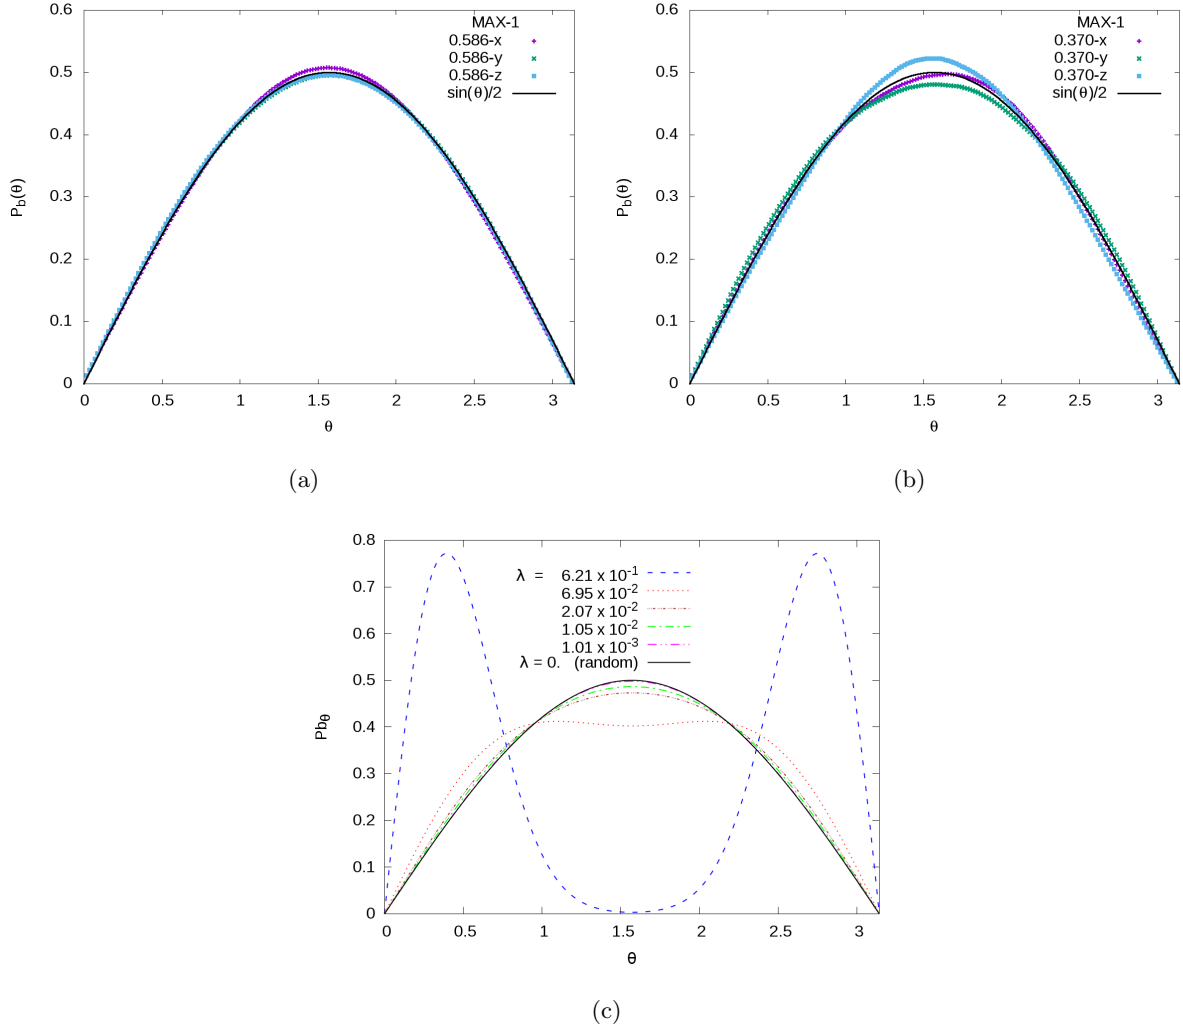 0.6
0.5
0.4
0.3
0.2
0.1
0
P_b(θ)
MAX-1
0.586-x
0.586-y
0.586-z
sin(θ)/2
0 0.5 1 1.5 2 2.5 3
θ
(a)
0.6
0.5
0.4
0.3
0.2
0.1
0
P_b(θ)
MAX-1
0.370-x
0.370-y
0.370-z
sin(θ)/2
0 0.5 1 1.5 2 2.5 3
θ
(b)
0.8
0.7
0.6
0.5
0.4
0.3
0.2
0.1
0
Pb_θ
λ = 6.21 x 10^-1
6.95 x 10^-2
2.07 x 10^-2
1.05 x 10^-2
1.01 x 10^-3
λ = 0. (random)
0 0.5 1 1.5 2 2.5 3
θ
(c)